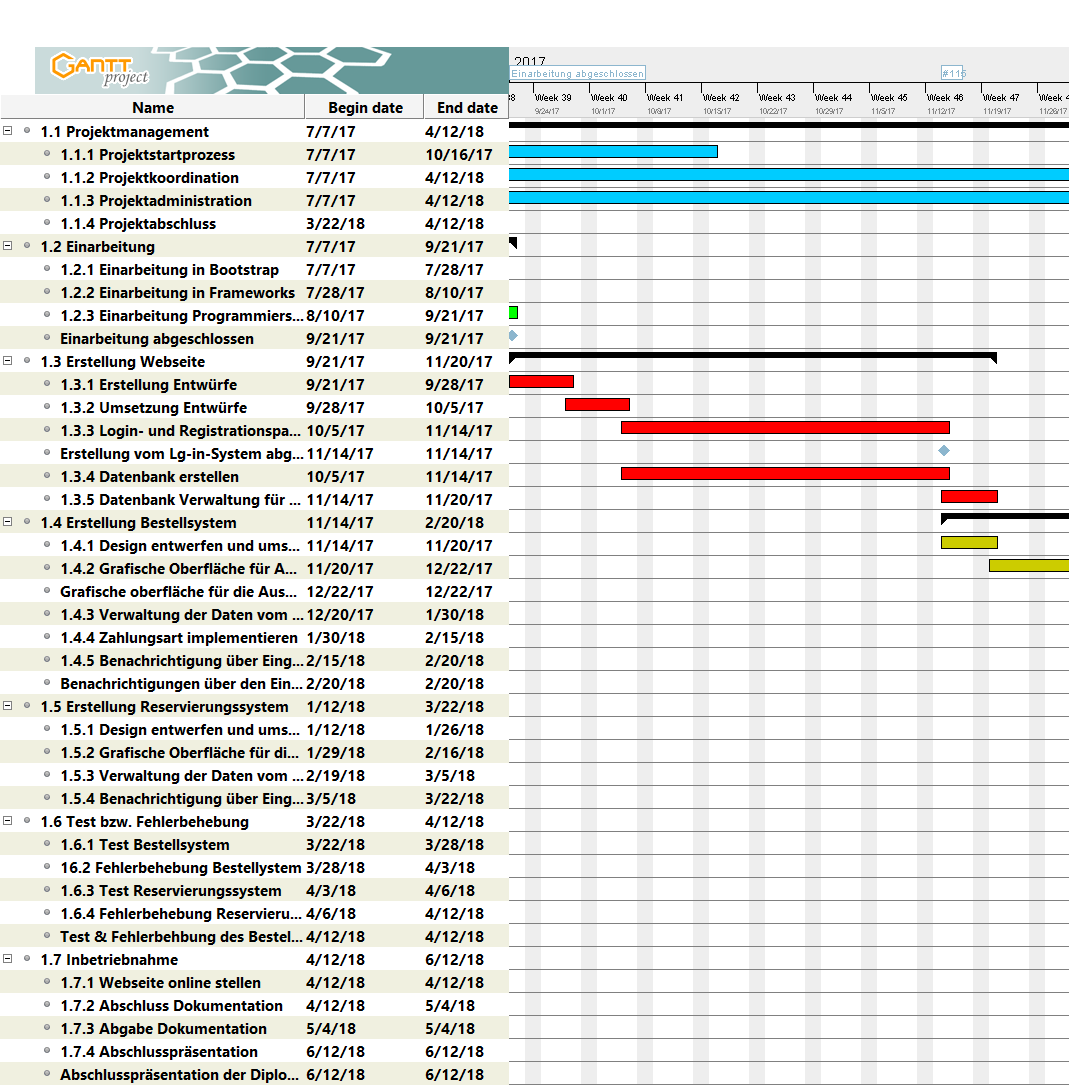 GANTT
project
2017
Einarbeitung abgeschlossen
#116
38 Week 39 Week 40 Week 41 Week 42 Week 43 Week 44 Week 45 Week 46 Week 47 Week 4
9/24/17 10/1/17 10/8/17 10/15/17 10/22/17 10/29/17 11/5/17 11/12/17 11/19/17 11/26/17
Name Begin date End date
1.1 Projektmanagement 7/7/17 4/12/18
1.1.1 Projektstartprozess 7/7/17 10/16/17
1.1.2 Projektkoordination 7/7/17 4/12/18
1.1.3 Projektadministration 7/7/17 4/12/18
1.1.4 Projektabschluss 3/22/18 4/12/18
1.2 Einarbeitung 7/7/17 9/21/17
1.2.1 Einarbeitung in Bootstrap 7/7/17 7/28/17
1.2.2 Einarbeitung in Frameworks 7/28/17 8/10/17
1.2.3 Einarbeitung Programmiers... 8/10/17 9/21/17
Einarbeitung abgeschlossen 9/21/17 9/21/17
1.3 Erstellung Webseite 9/21/17 11/20/17
1.3.1 Erstellung Entwürfe 9/21/17 9/28/17
1.3.2 Umsetzung Entwürfe 9/28/17 10/5/17
1.3.3 Login- und Registrationspa... 10/5/17 11/14/17
Erstellung vom Lg-in-System abg... 11/14/17 11/14/17
1.3.4 Datenbank erstellen 10/5/17 11/14/17
1.3.5 Datenbank Verwaltung für ... 11/14/17 11/20/17
1.4 Erstellung Bestellsystem 11/14/17 2/20/18
1.4.1 Design entwerfen und ums... 11/14/17 11/20/17
1.4.2 Grafische Oberfläche für A... 11/20/17 12/22/17
Grafische oberfläche für die Aus... 12/22/17 12/22/17
1.4.3 Verwaltung der Daten vom ... 12/20/17 1/30/18
1.4.4 Zahlungsart implementieren 1/30/18 2/15/18
1.4.5 Benachrichtigung über Eing... 2/15/18 2/20/18
Benachrichtigungen über den Ein... 2/20/18 2/20/18
1.5 Erstellung Reservierungssystem 1/12/18 3/22/18
1.5.1 Design entwerfen und ums... 1/12/18 1/26/18
1.5.2 Grafische Oberfläche für di... 1/29/18 2/16/18
1.5.3 Verwaltung der Daten vom ... 2/19/18 3/5/18
1.5.4 Benachrichtigung über Eing... 3/5/18 3/22/18
1.6 Test bzw. Fehlerbehebung 3/22/18 4/12/18
1.6.1 Test Bestellsystem 3/22/18 3/28/18
16.2 Fehlerbehebung Bestellystem 3/28/18 4/3/18
1.6.3 Test Reservierungssystem 4/3/18 4/6/18
1.6.4 Fehlerbehebung Reservieru... 4/6/18 4/12/18
Test & Fehlerbehbung des Bestel... 4/12/18 4/12/18
1.7 Inbetriebnahme 4/12/18 6/12/18
1.7.1 Webseite online stellen 4/12/18 4/12/18
1.7.2 Abschluss Dokumentation 4/12/18 5/4/18
1.7.3 Abgabe Dokumentation 5/4/18 5/4/18
1.7.4 Abschlusspräsentation 6/12/18 6/12/18
Abschlusspräsentation der Diplo... 6/12/18 6/12/18